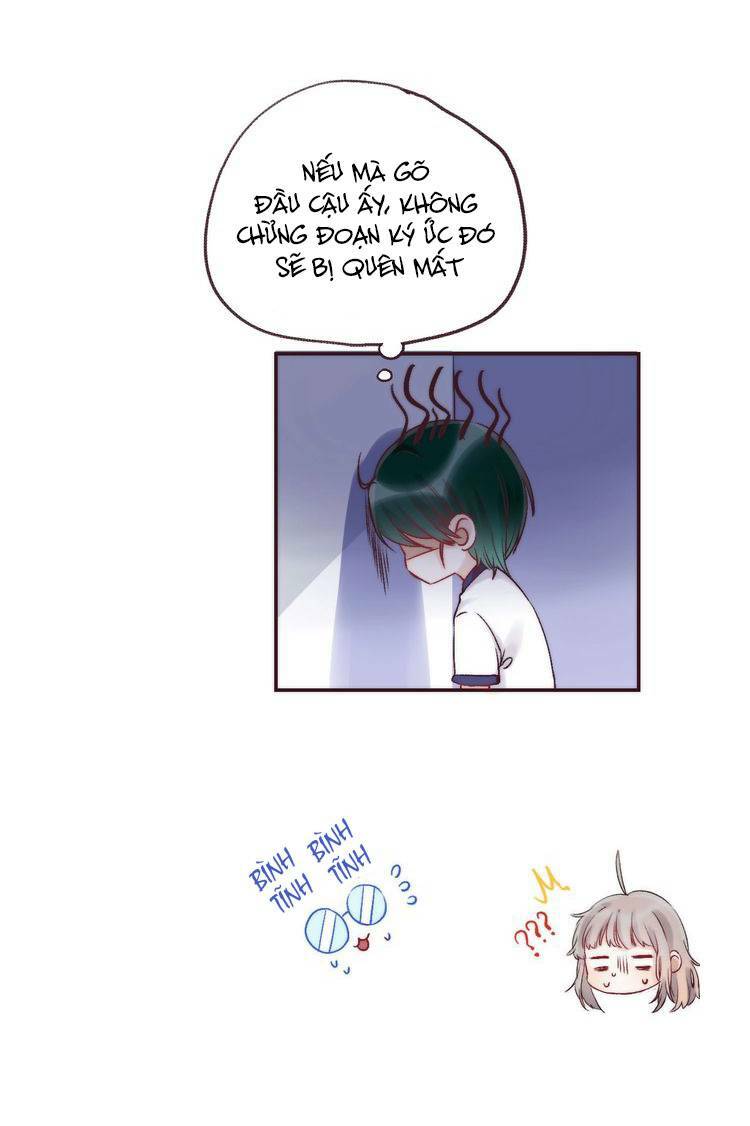 NẾU MÀ GÕ
ĐẦU CẬU ẤY, KHÔNG
CHỪNG ĐOẠN KÝ ỨC ĐÓ
SẼ BỊ QUÊN MẤT
BÌNH TĨNH
BÌNH TĨNH
???